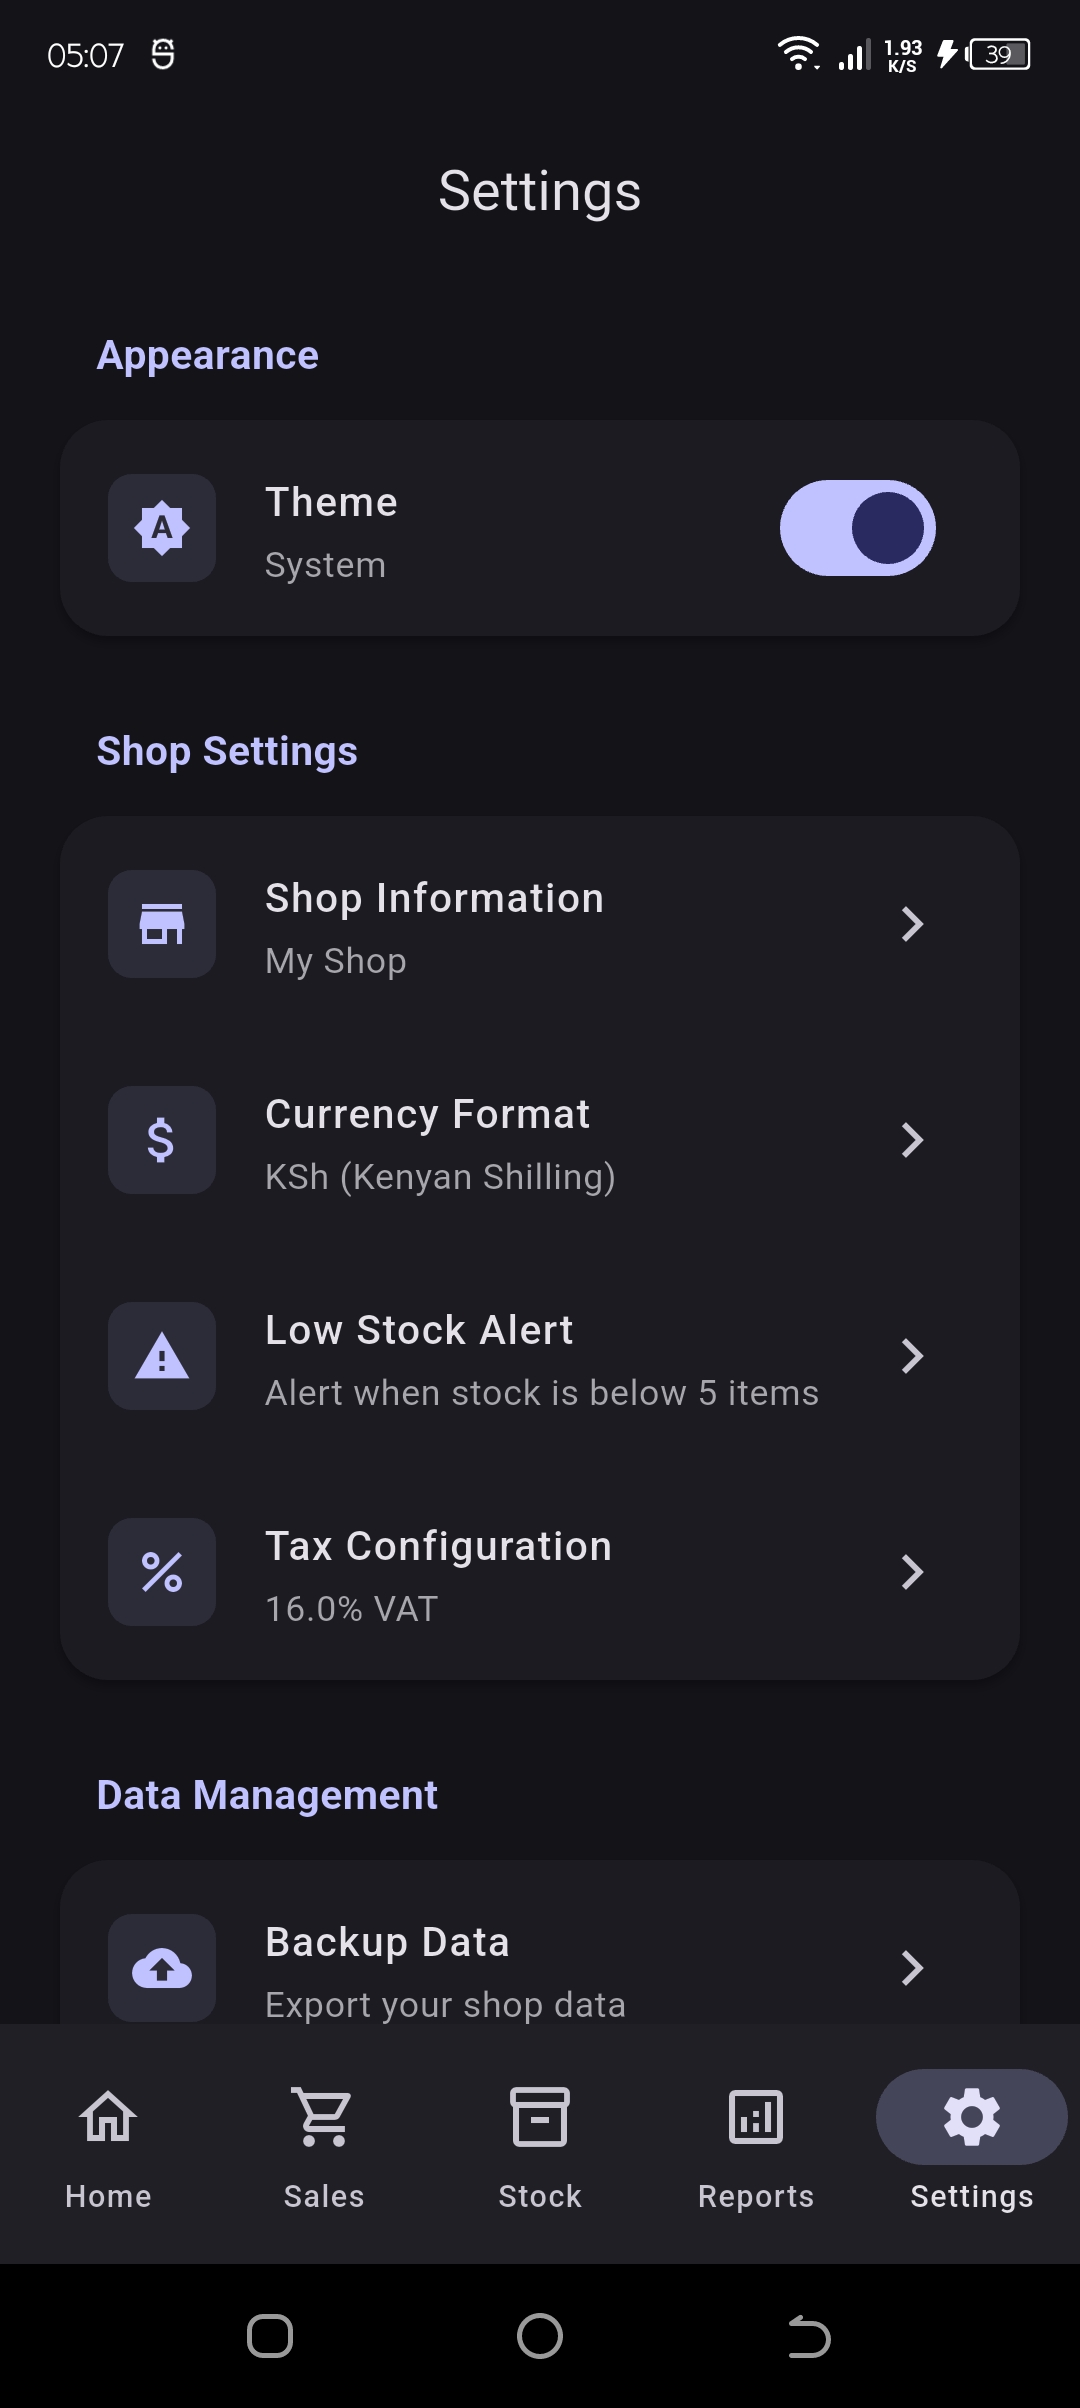 05:07
1.93
K/S
39
Settings
Appearance
A
Theme
System
Shop Settings
Shop Information
My Shop
$
Currency Format
KSh (Kenyan Shilling)
Low Stock Alert
Alert when stock is below 5 items
%
Tax Configuration
16.0% VAT
Data Management
Backup Data
Export your shop data
Home
Sales
Stock
Reports
Settings